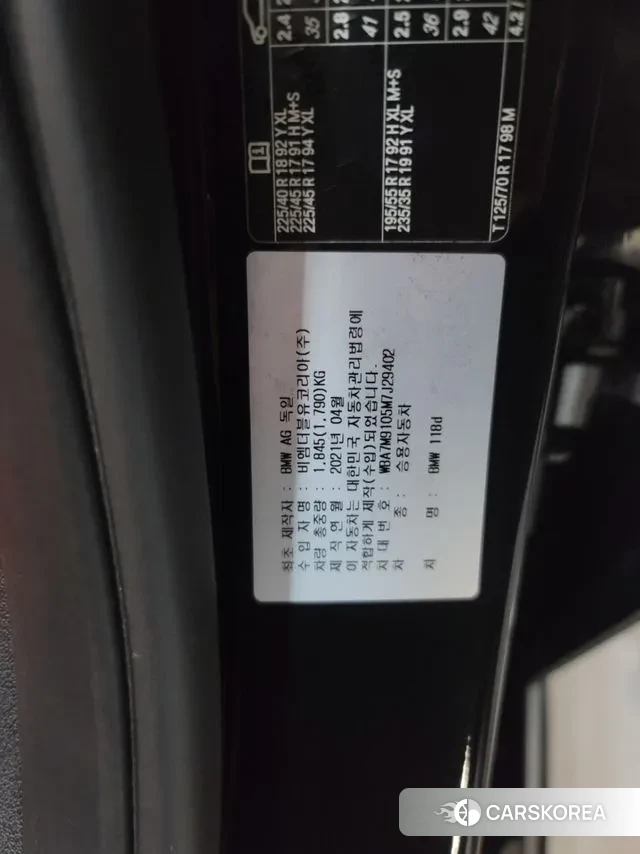 2.4
35
2.8
41
2.5
36
2.9
42
4.2 /
225/40 R 18 92 Y XL
225/45 R 17 91 H M+S
225/45 R 17 94 Y XL
195/55 R 17 92 H XL M+S
235/35 R 19 91 Y XL
T 125/70 R 17 98 M
최초 제작사 : BMW AG 독일
수 입 자 명 : 비엠더블유코리아(주)
차량 총중량 : 1,845(1,790)KG
제 작 연 월 : 2021년 04월
이 자동차는 대한민국 자동차관리법령에
적합하게 제작(수입)되었습니다.
차 대 번 호 : WBA7M9105M7J29402
차 종 : 승용자동차
차 명 : BMW 118d
CARSKOREA